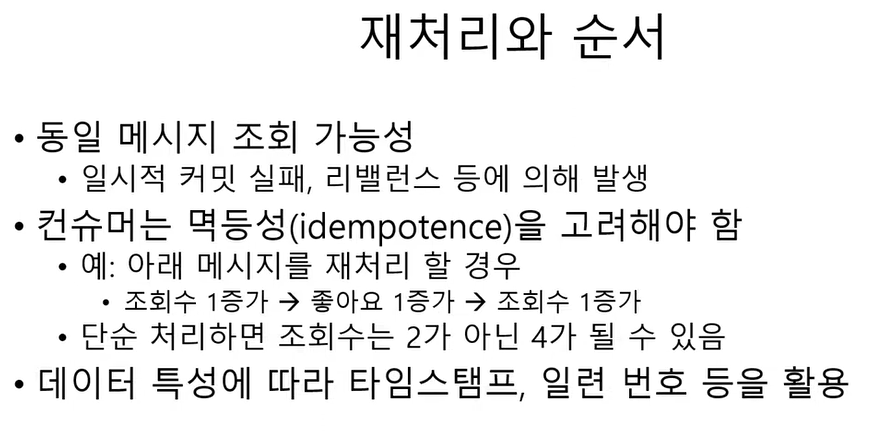 재처리와 순서
• 동일 메시지 조회 가능성
• 일시적 커밋 실패, 리밸런스 등에 의해 발생
• 컨슈머는 멱등성(idempotence)을 고려해야 함
• 예: 아래 메시지를 재처리 할 경우
• 조회수 1증가 → 좋아요 1증가 → 조회수 1증가
• 단순 처리하면 조회수는 2가 아닌 4가 될 수 있음
• 데이터 특성에 따라 타임스탬프, 일련 번호 등을 활용